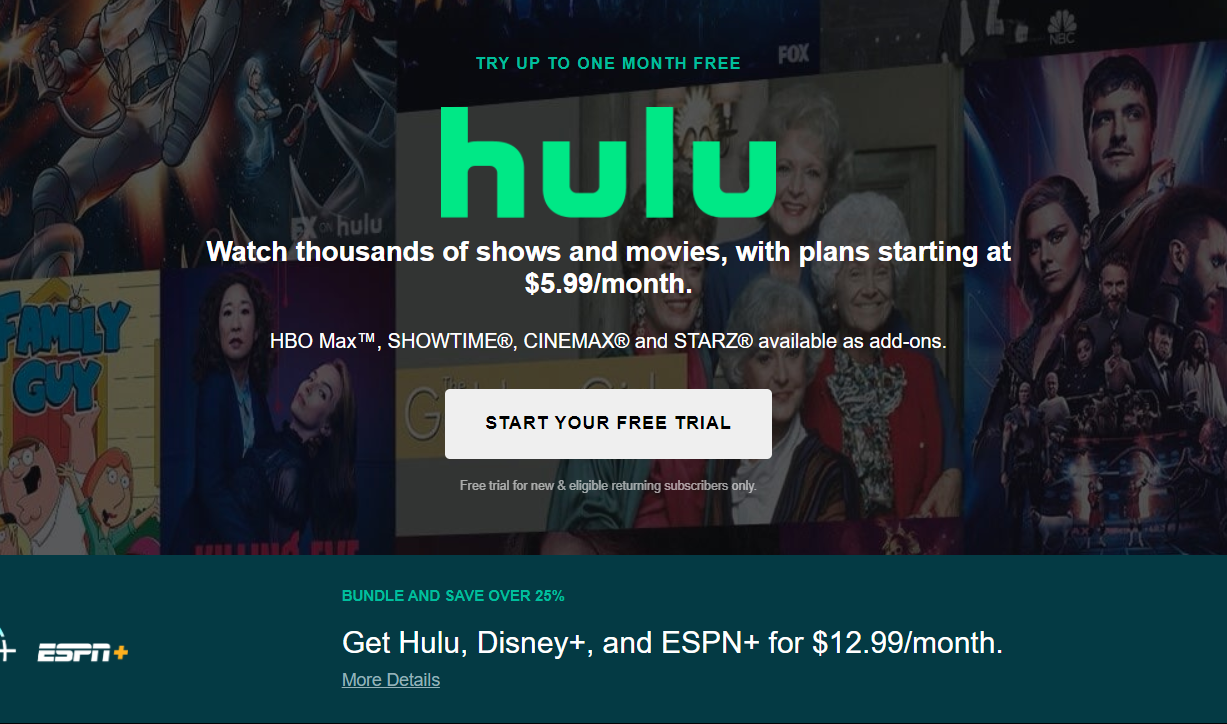 NBC
FOX
TRY UP TO ONE MONTH FREE
hulu
FX ON hulu
Watch thousands of shows and movies, with plans starting at
$5.99/month.
FAMILY
GUY
HBO Max™, SHOWTIME®, CINEMAX® and STARZ® available as add-ons.
The
START YOUR FREE TRIAL
Free trial for new & eligible returning subscribers only.
KILLING EVE
BUNDLE AND SAVE OVER 25%
Get Hulu, Disney+, and ESPN+ for $12.99/month.
ESPN+
More Details